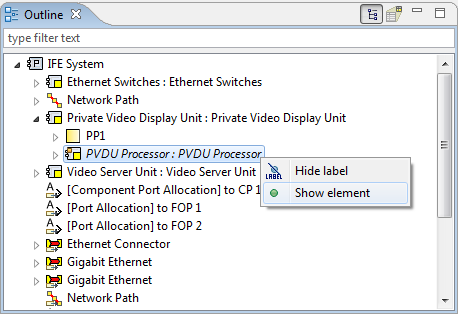 Outline
type filter text
IFE System
Ethernet Switches : Ethernet Switches
Network Path
Private Video Display Unit : Private Video Display Unit
PP1
PVDU Processor : PVDU Processor
Hide label
Show element
Video Server Unit : Video Server Unit
[Component Port Allocation] to CP 1
[Port Allocation] to FOP 1
[Port Allocation] to FOP 2
Ethernet Connector
Gigabit Ethernet
Gigabit Ethernet
Network Path